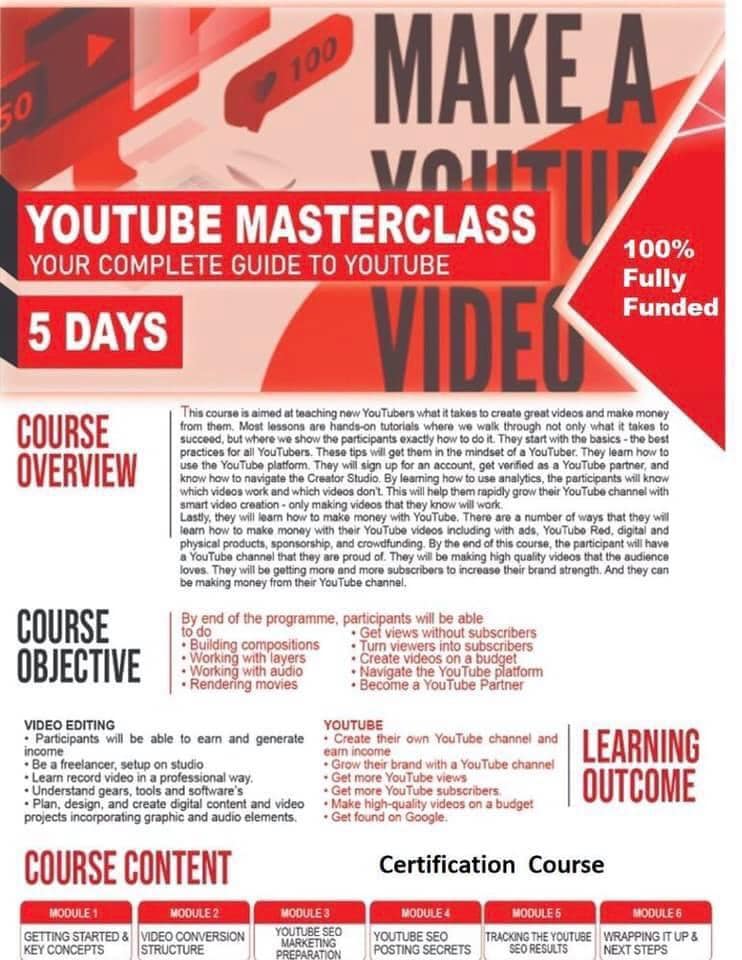 50
100
MAKE A
YOUTUBE MASTERCLASS
YOUR COMPLETE GUIDE TO YOUTUBE
5 DAYS
VIDEO
100%
Fully
Funded
COURSE
OVERVIEW
This course is aimed at teaching new YouTubers what it takes to create great videos and make money
from them. Most lessons are hands-on tutorials where we walk through not only what it takes to
succeed, but where we show the participants exactly how to do it. They start with the basics - the best
practices for all YouTubers. These tips will get them in the mindset of a YouTuber. They learn how to
use the YouTube platform. They will sign up for an account, get verified as a YouTube partner, and
know how to navigate the Creator Studio. By learning how to use analytics, the participants will know
which videos work and which videos don't. This will help them rapidly grow their YouTube channel with
smart video creation - only making videos that they know will work.
Lastly, they will learn how to make money with YouTube. There are a number of ways that they will
learn how to make money with their YouTube videos including with ads, YouTube Red, digital and
physical products, sponsorship, and crowdfunding. By the end of this course, the participant will have
a YouTube channel that they are proud of. They will be making high quality videos that the audience
loves. They will be getting more and more subscribers to increase their brand strength. And they can
be making money from their YouTube channel.
COURSE
OBJECTIVE
By end of the programme, participants will be able
to do
• Building compositions
• Working with layers
• Working with audio
• Rendering movies
• Get views without subscribers
• Turn viewers into subscribers
• Create videos on a budget
• Navigate the YouTube platform
• Become a YouTube Partner
VIDEO EDITING
• Participants will be able to earn and generate
income
• Be a freelancer, setup on studio
• Learn record video in a professional way.
• Understand gears, tools and software's
• Plan, design, and create digital content and video
projects incorporating graphic and audio elements.
YOUTUBE
• Create their own YouTube channel and
earn income
• Grow their brand with a YouTube channel
• Get more YouTube views
• Get more YouTube subscribers.
• Make high-quality videos on a budget
• Get found on Google.
LEARNING
OUTCOME
COURSE CONTENT
Certification Course
MODULE 1
GETTING STARTED &
KEY CONCEPTS
MODULE 2
VIDEO CONVERSION
STRUCTURE
MODULE 3
YOUTUBE SEO
MARKETING
PREPARATION
MODULE 4
YOUTUBE SEO
POSTING SECRETS
MODULE 5
TRACKING THE YOUTUBE
SEO RESULTS
MODULE 6
WRAPPING IT UP &
NEXT STEPS